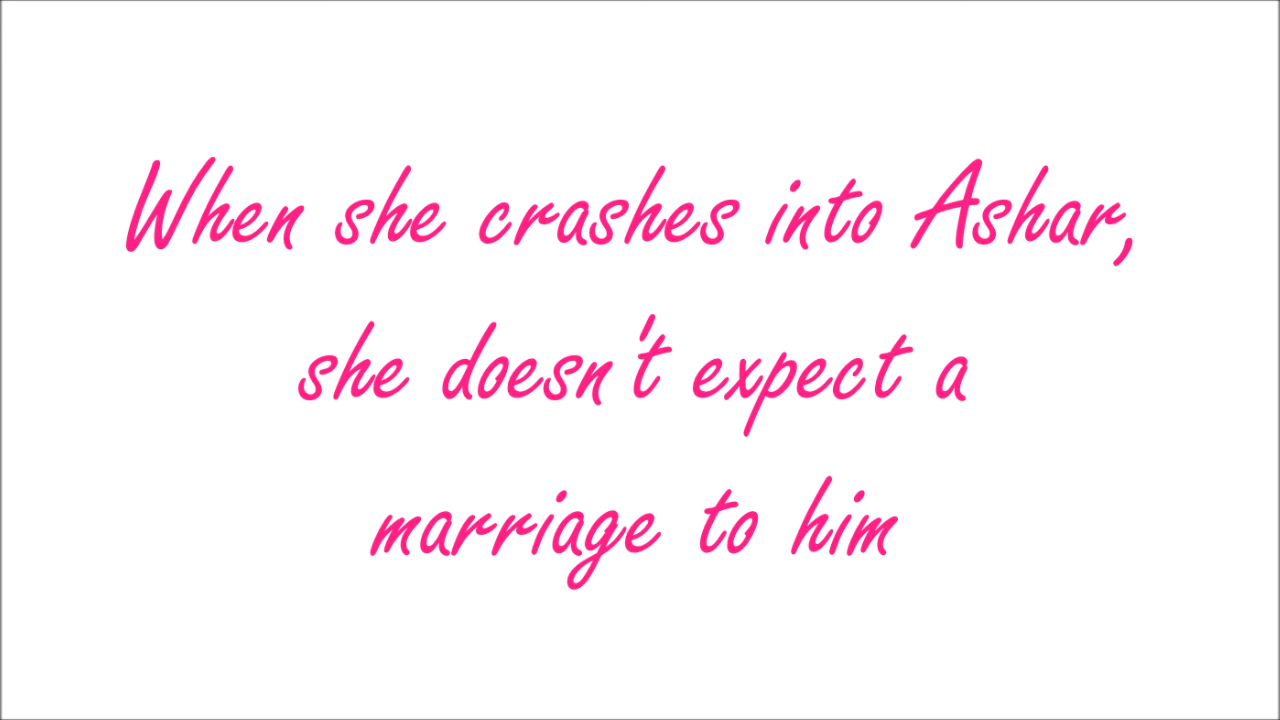 When she crashes into Ashar,
she doesn't expect a
marriage to him